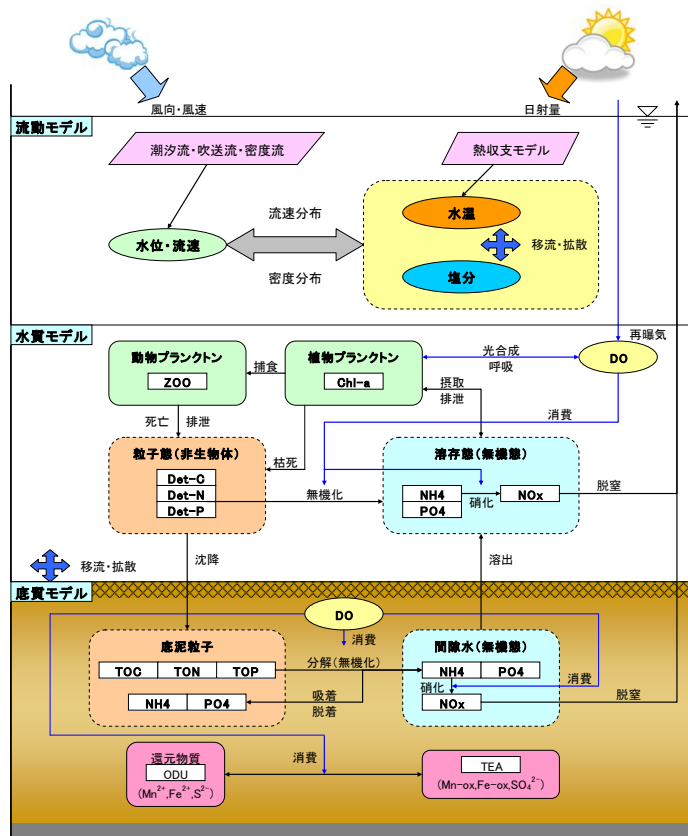 風向・風速
日射量
流動モデル
潮汐流・吹送流・密度流
熱収支モデル
流速分布
水温
水位・流速
移流・拡散
密度分布
塩分
水質モデル
再曝気
動物プランクトン
植物プランクトン
光合成
DO
ZOO
捕食
Chl-a
呼吸
摂取
排泄
死亡
排泄
消費
枯死
粒子態(非生物体)
溶存態(無機態)
Det-C
Det-N
Det-P
無機化
NH4
PO4
硝化
NOx
脱窒
移流・拡散
沈降
溶出
底質モデル
DO
消費
底泥粒子
間隙水(無機態)
TOC
TON
TOP
分解(無機化)
NH4
PO4
消費
NH4
PO4
吸着
脱着
硝化
NOx
脱窒
還元物質
ODU
(Mn²⁺,Fe²⁺,S²⁻)
消費
TEA
(Mn-ox,Fe-ox,SO₄²⁻)